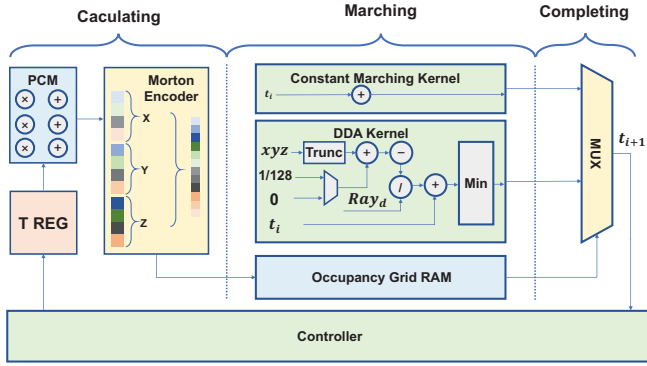 Caculating
Marching
Completing
PCM
× +
× +
× +
T REG
Morton
Encoder
X
Y
Z
Constant Marching Kernel
t_i
+
DDA Kernel
xyz
Trunc
+
−
1/128
0
Ray_d
/
+
Min
t_i
Occupancy Grid RAM
MUX
t_{i+1}
Controller